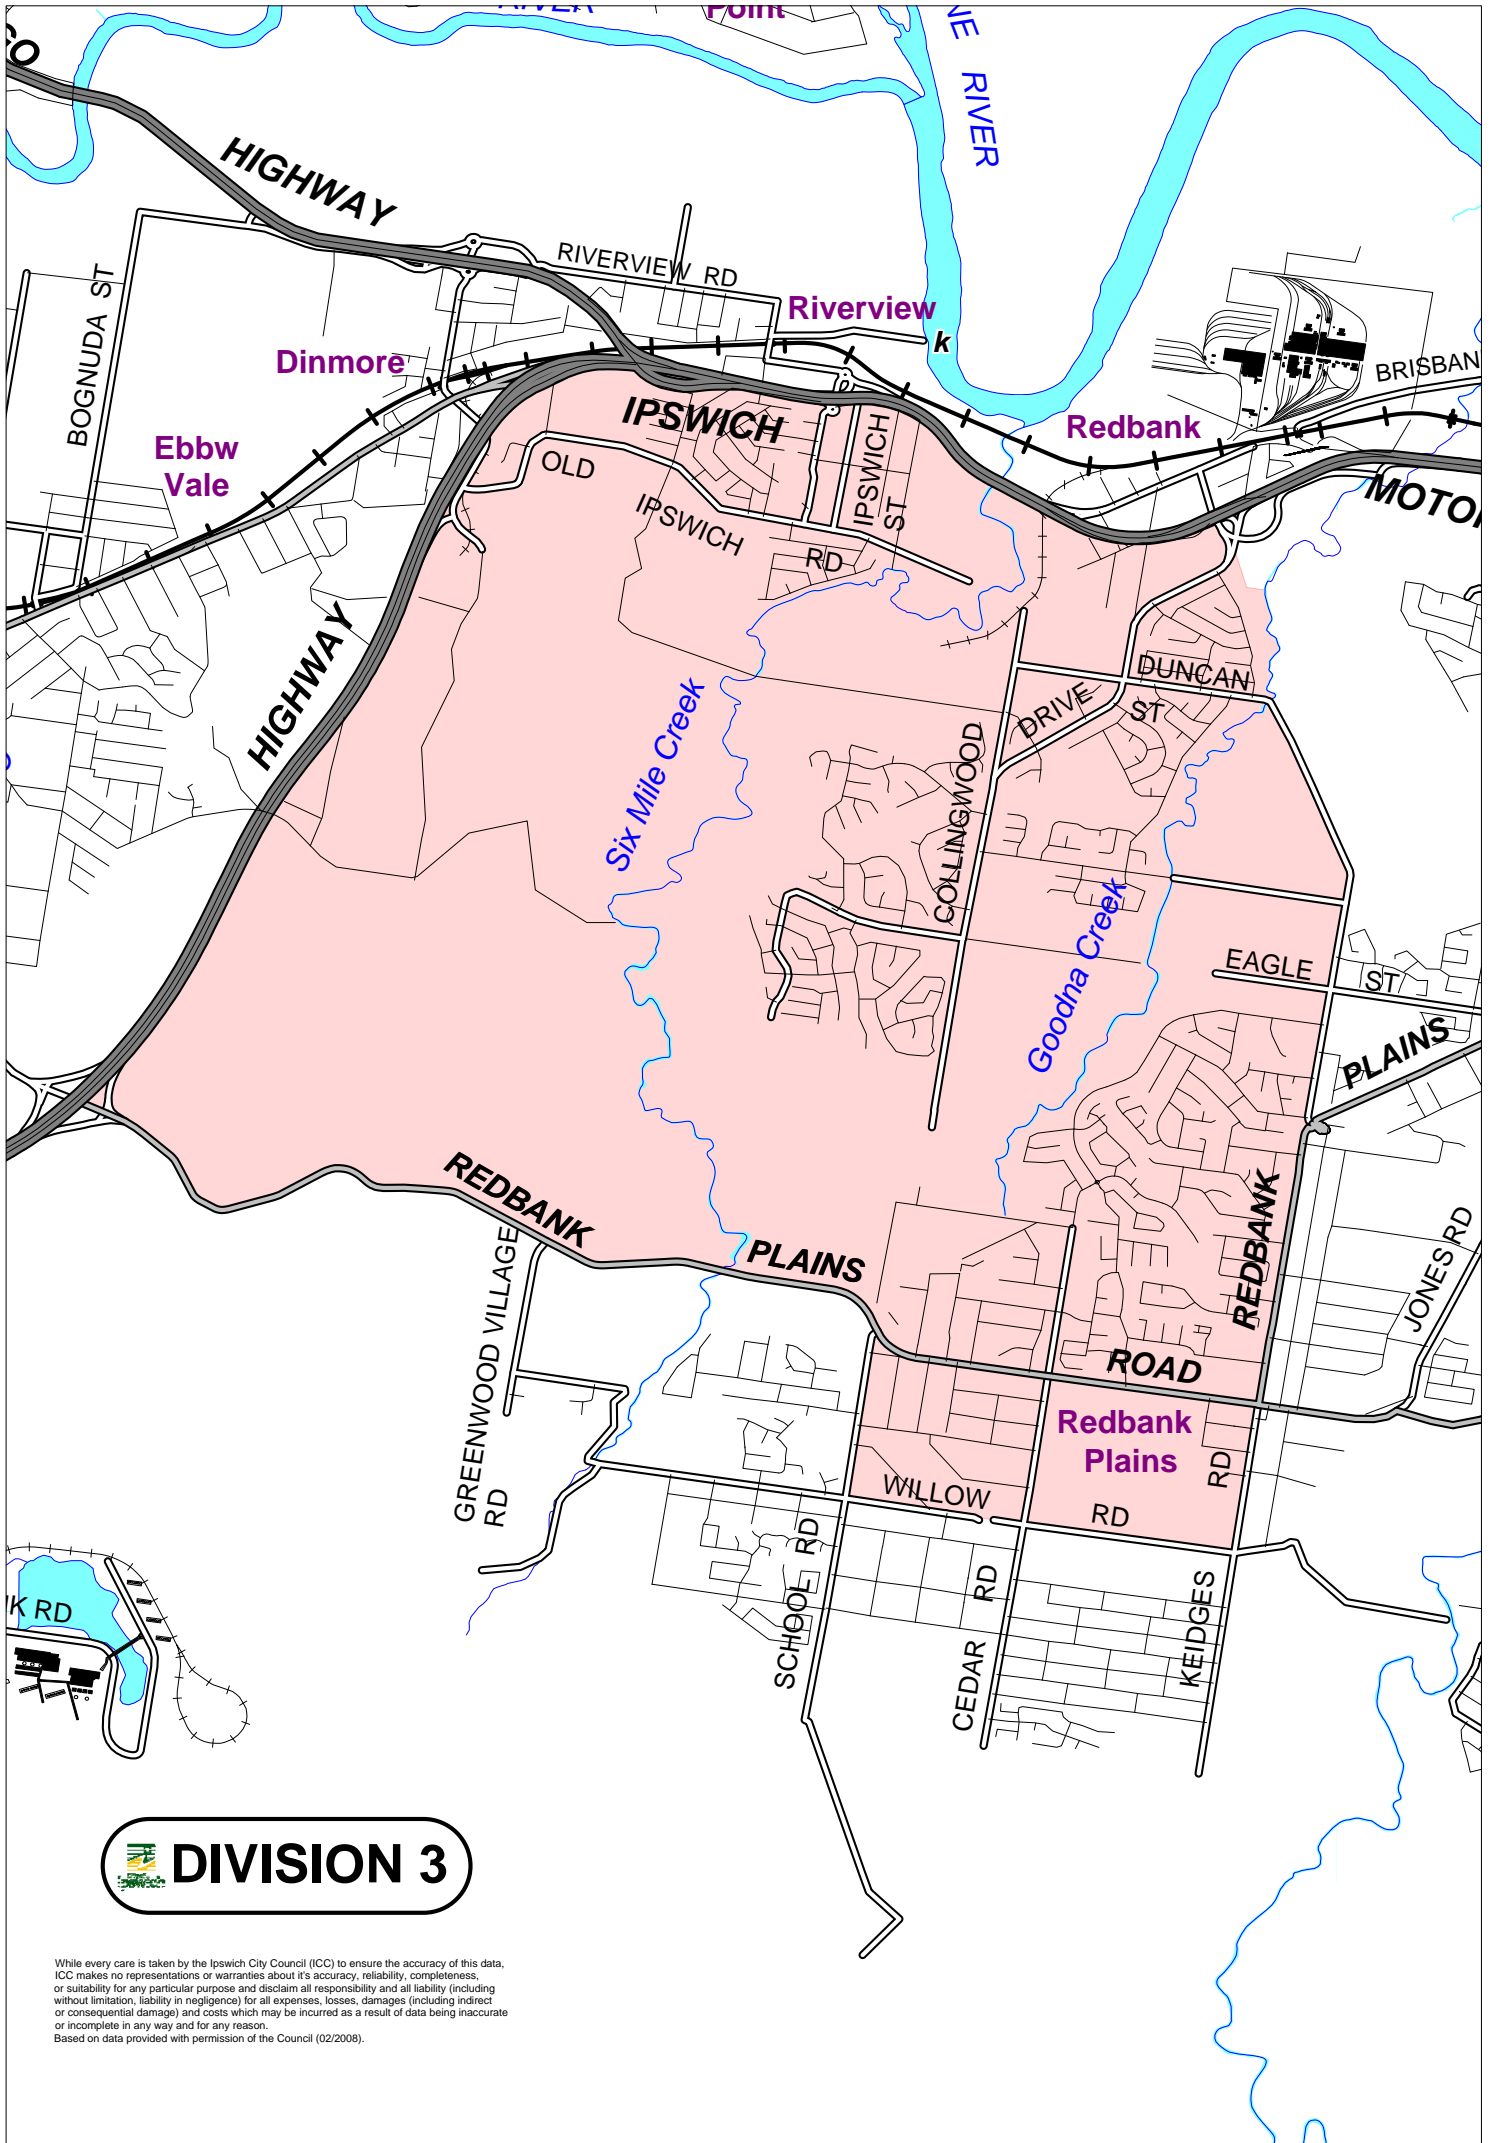 RIVER
Point
RIVER
GO
HIGHWAY
RIVERVIEW RD
Riverview
k
BOGNUDA ST
Dinmore
BRISBAN
Redbank
IPSWICH
Ebbw
Vale
OLD
IPSWICH
RD
IPSWICH
ST
MOTO
HIGHWAY
DUNCAN
ST
DRIVE
Six Mile Creek
COLLINGWOOD
Goodna Creek
EAGLE
ST
PLAINS
REDBANK
PLAINS
ROAD
REDBANK
JONES RD
GREENWOOD VILLAGE
RD
Redbank
Plains
RD
WILLOW
RD
SCHOOL RD
CEDAR RD
KEIDGES
K RD
Ipswich
DIVISION 3
While every care is taken by the Ipswich City Council (ICC) to ensure the accuracy of this data,
ICC makes no representations or warranties about it's accuracy, reliability, completeness,
or suitability for any particular purpose and disclaim all responsibility and all liability (including
without limitation, liability in negligence) for all expenses, losses, damages (including indirect
or consequential damage) and costs which may be incurred as a result of data being inaccurate
or incomplete in any way and for any reason.
Based on data provided with permission of the Council (02/2008).